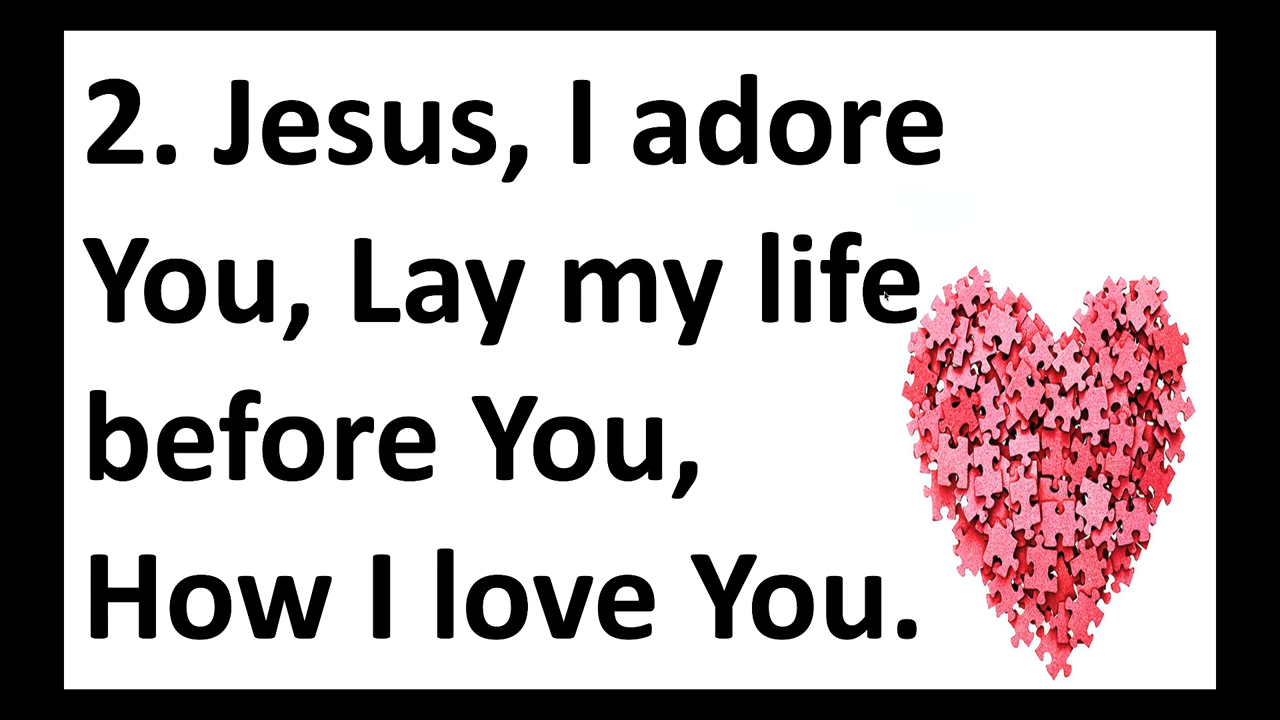 2. Jesus, I adore
You, Lay my life
before You,
How I love You.